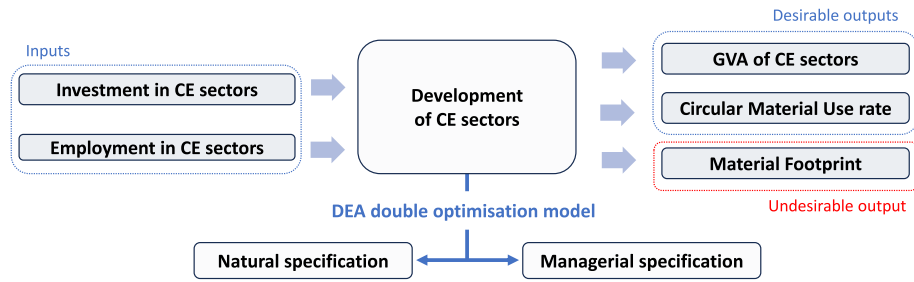 Inputs
Investment in CE sectors
Employment in CE sectors
Development
of CE sectors
Desirable outputs
GVA of CE sectors
Circular Material Use rate
Material Footprint
Undesirable output
DEA double optimisation model
Natural specification
Managerial specification